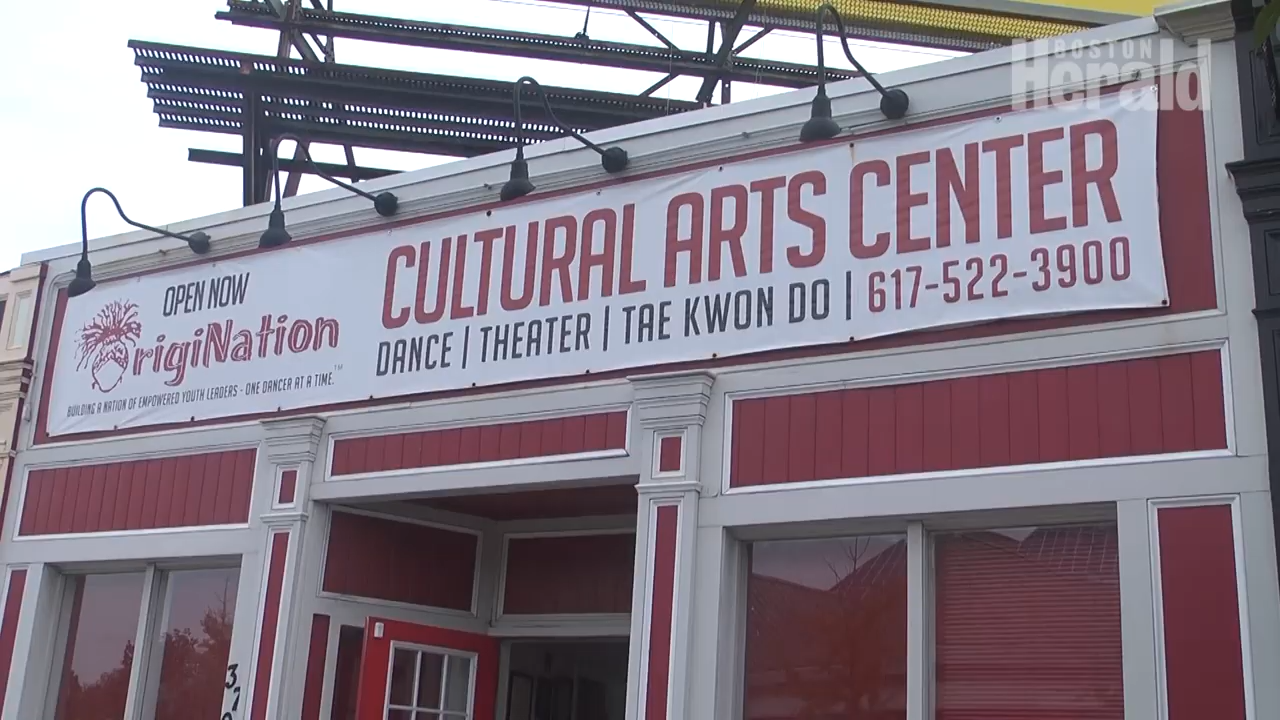 BOSTON
Herald
OPEN NOW
OrigiNation™
BUILDING A NATION OF EMPOWERED YOUTH LEADERS - ONE DANCER AT A TIME.
CULTURAL ARTS CENTER
DANCE | THEATER | TAE KWON DO | 617-522-3900